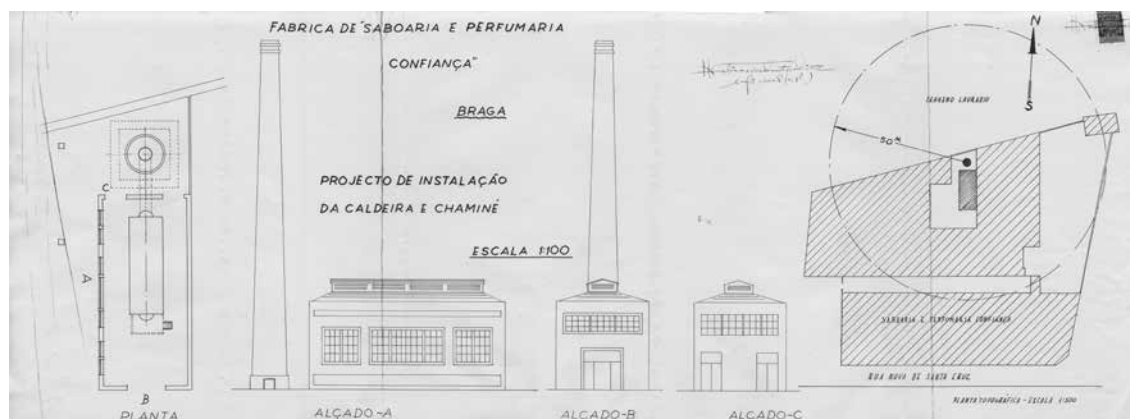 FABRICA DE "SABOARIA E PERFUMARIA
CONFIANÇA"
BRAGA
PROJECTO DE INSTALAÇÃO
DA CALDEIRA E CHAMINÉ
ESCALA 1:100
C
A
B
PLANTA
ALÇADO-A
ALÇADO-B
ALÇADO-C
N
S
TERRENO LAVRADIO
50 m
SABOARIA E PERFUMARIA CONFIANÇA
RUA NOVA DE SANTA CRUZ
PLANTA TOPOGRÁFICA - ESCALA 1:500